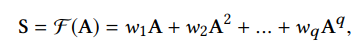 S = ℱ(A) = w₁A + w₂A² + ... + w_qA^q,